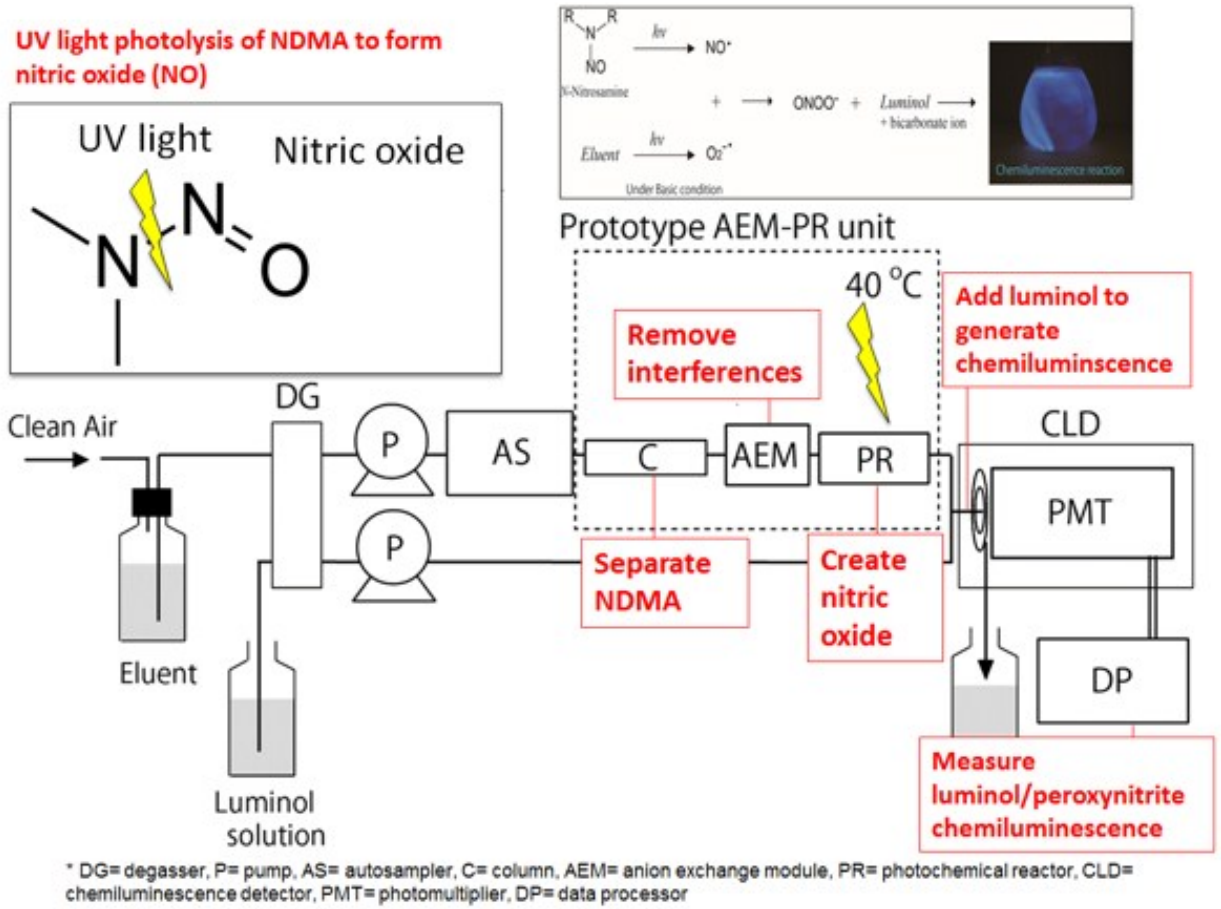 UV light photolysis of NDMA to form
nitric oxide (NO)
UV light
Nitric oxide
N
N
O
R R
N
NO
N-Nitrosamine
hv
NO•
+
ONOO⁻ + Luminol
+ bicarbonate ion
Eluent
hv
O₂⁻•
Under Basic condition
Chemiluminescence reaction
Prototype AEM-PR unit
40 °C
Remove
interferences
Add luminol to
generate
chemiluminscence
DG
Clean Air
P
AS
C
AEM
PR
CLD
PMT
P
Separate
NDMA
Create
nitric
oxide
Eluent
DP
Luminol
solution
Measure
luminol/peroxynitrite
chemiluminescence
* DG= degasser, P= pump, AS= autosampler, C= column, AEM= anion exchange module, PR= photochemical reactor, CLD=
chemiluminescence detector, PMT= photomultiplier, DP= data processor